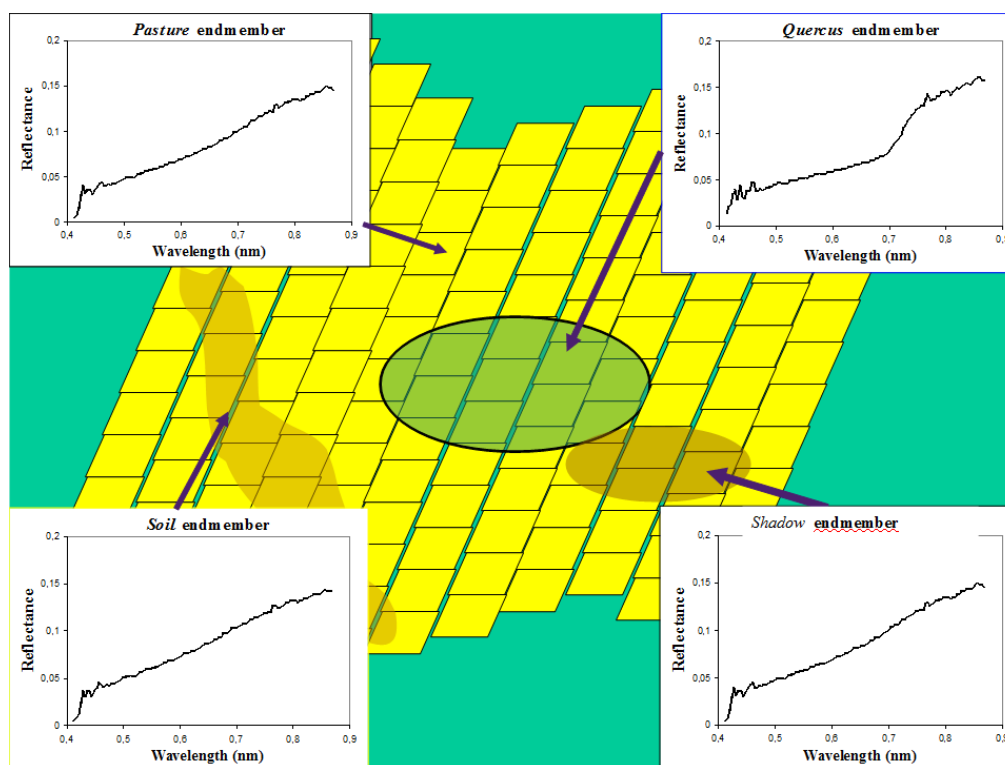 Pasture endmember
0,2
0,15
0,1
0,05
0
Reflectance
0,4 0,5 0,6 0,7 0,8 0,9
Wavelength (nm)
Quercus endmember
0,2
0,15
0,1
0,05
0
Reflectance
0,4 0,5 0,6 0,7 0,8 0,9
Wavelength (nm)
Soil endmember
0,2
0,15
0,1
0,05
0
Reflectance
0,4 0,5 0,6 0,7 0,8 0,9
Wavelength (nm)
Shadow endmember
0,2
0,15
0,1
0,05
0
Reflectance
0,4 0,5 0,6 0,7 0,8 0,9
Wavelength (nm)